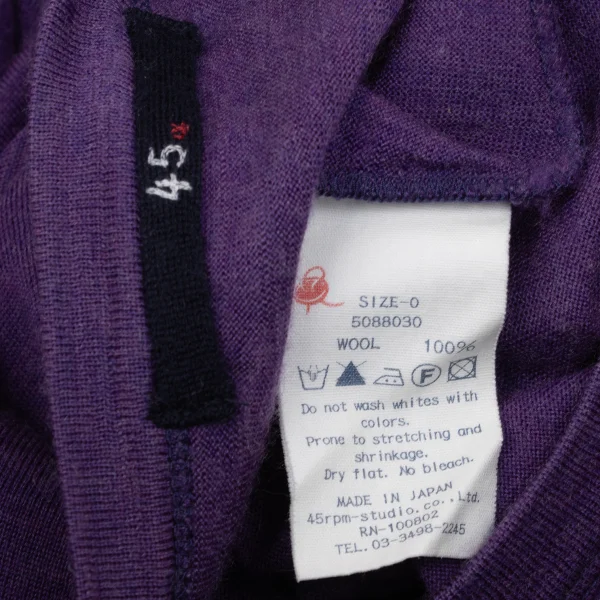 45
SIZE-0
5088030
WOOL 100%
F
Do not wash whites with
colors.
Prone to stretching and
shrinkage.
Dry flat. No bleach.
MADE IN JAPAN
45rpm-studio.co.,Ltd.
RN-100802
TEL. 03-3498-2245